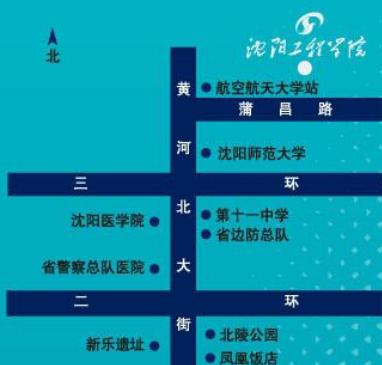 沈阳工程学院
北
航空航天大学站
蒲昌路
沈阳师范大学
三环
沈阳医学院
第十一中学
省边防总队
省警察总队医院
二环
新乐遗址
北陵公园
凤凰饭店
黄河北大街